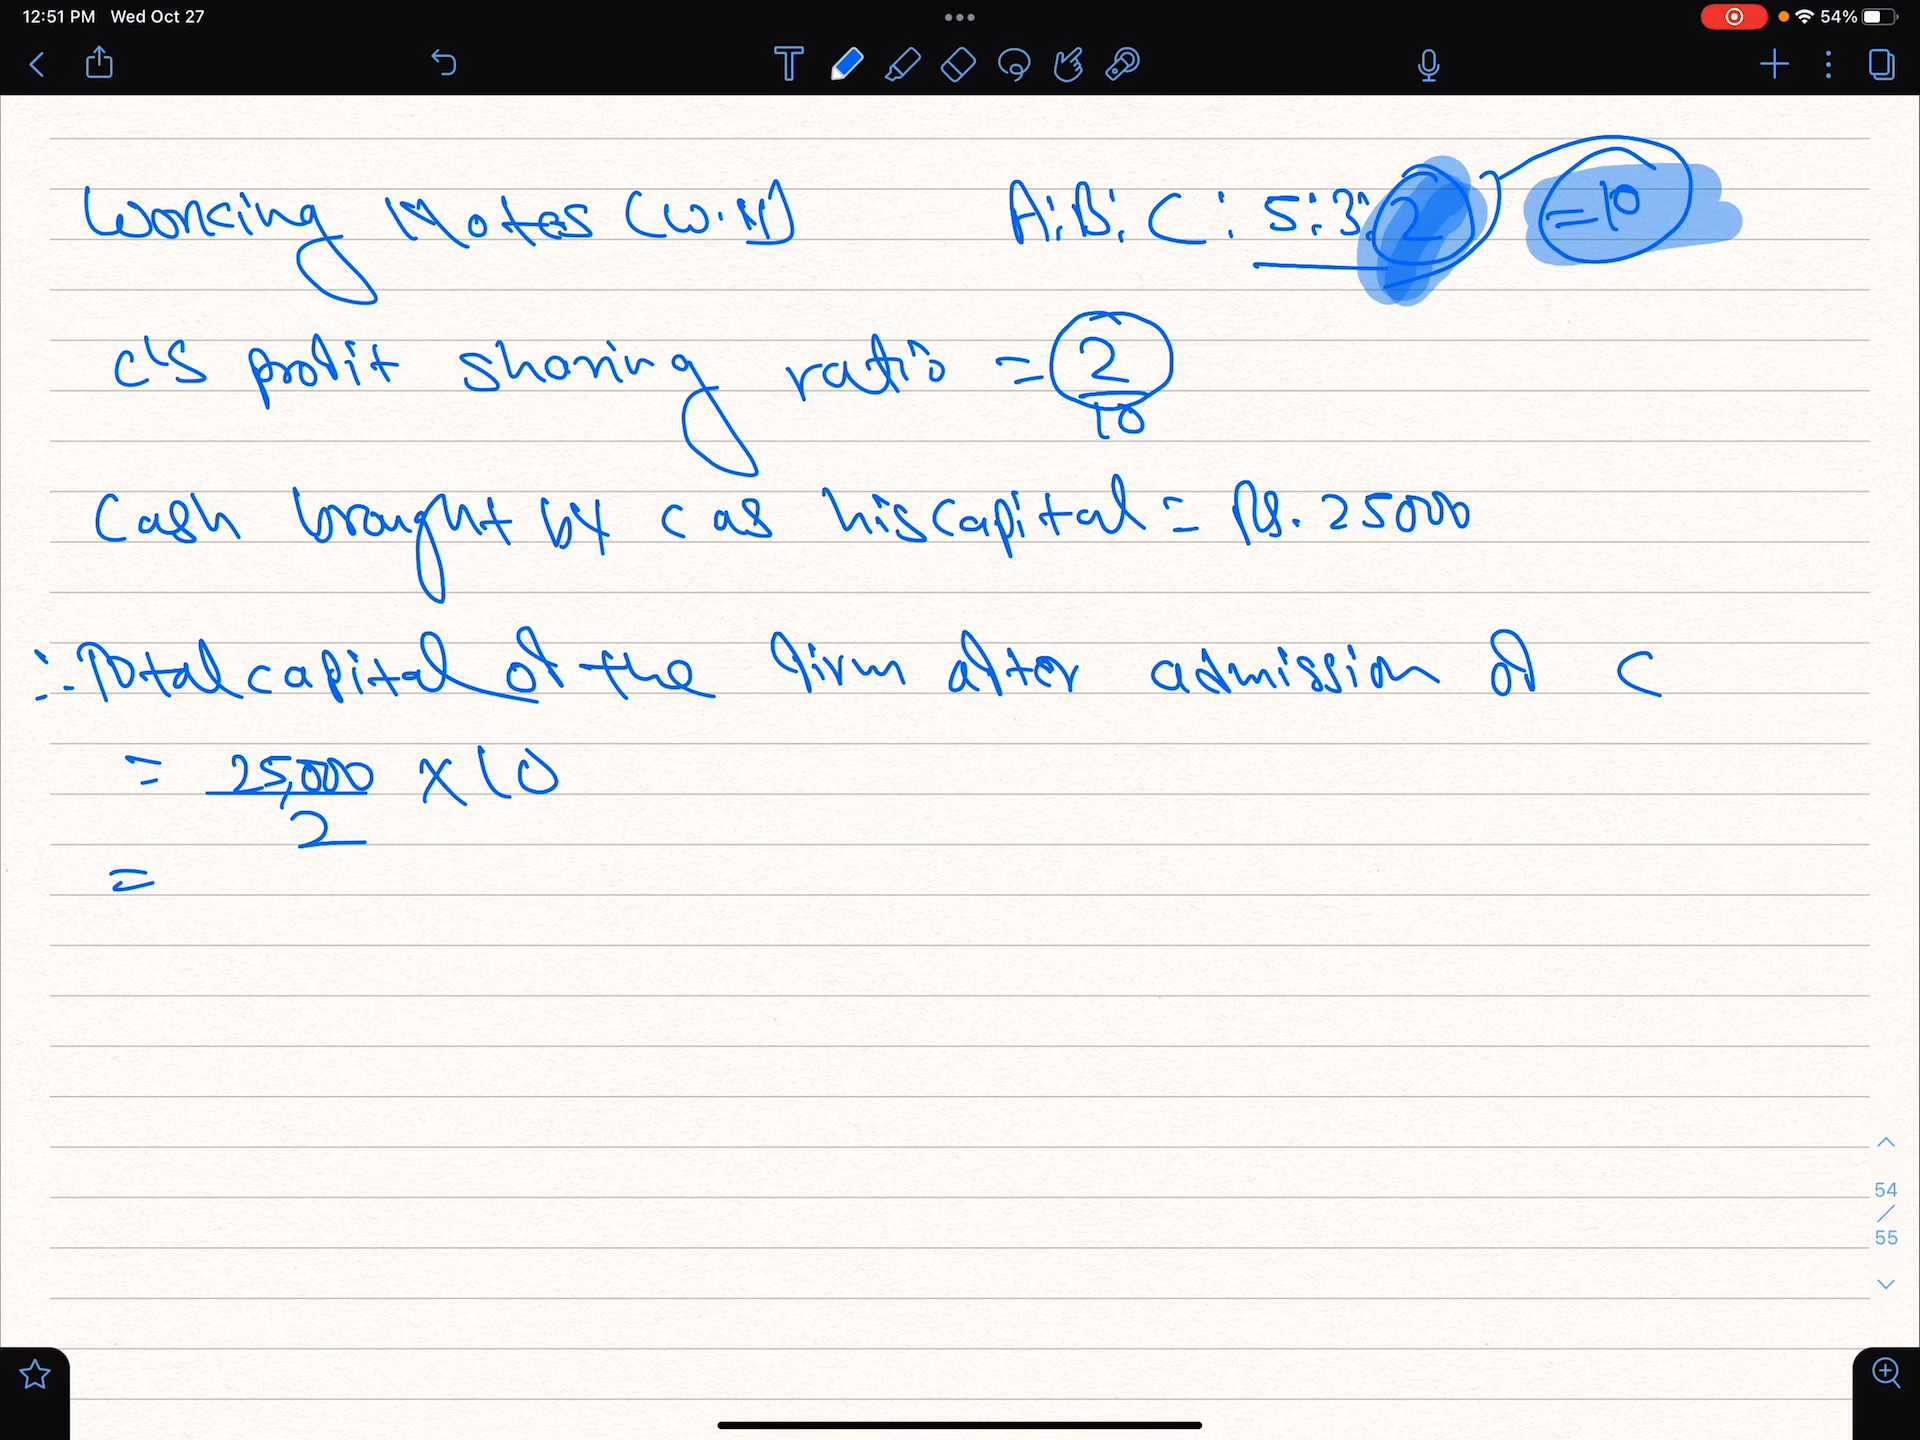 12:51 PM Wed Oct 27
54%
Working Notes (W.N) A:B:C: 5:3:2 =10
C's profit sharing ratio = 2/10
Cash brought by C as his capital = Rs. 25000
∴ Total capital of the firm after admission of C
= 25,000/2 × 10
=
54
/
55